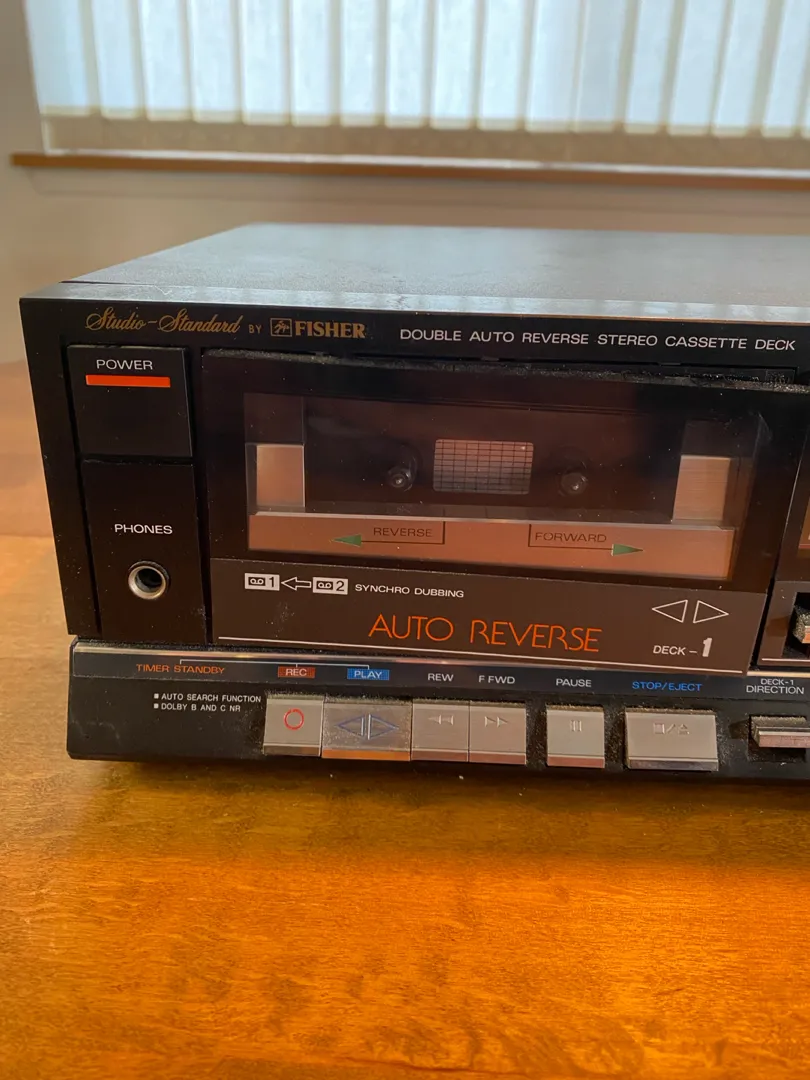 Studio-Standard BY FISHER
DOUBLE AUTO REVERSE STEREO CASSETTE DECK
POWER
REVERSE
FORWARD
PHONES
1 2 SYNCHRO DUBBING
AUTO REVERSE
DECK-1
TIMER STANDBY
REC
PLAY
REW
F FWD
PAUSE
STOP/EJECT
DECK-1
DIRECTION
AUTO SEARCH FUNCTION
DOLBY B AND C NR